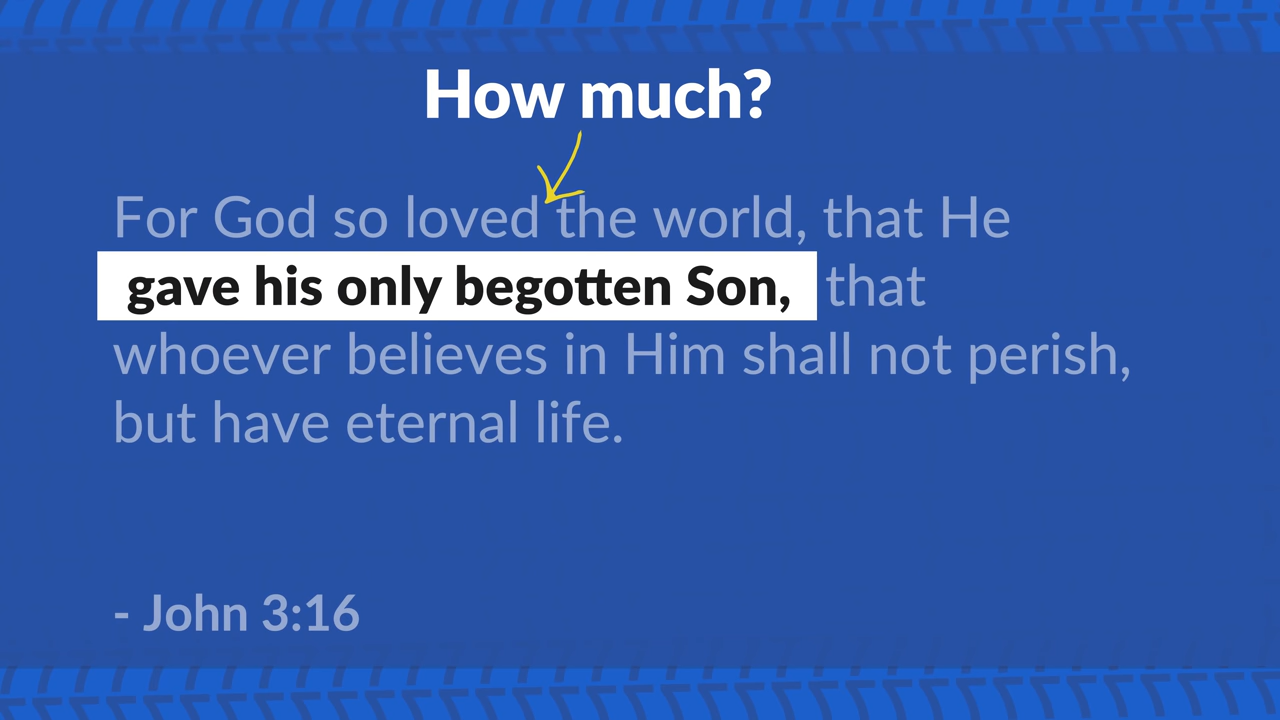 How much?
For God so loved the world, that He
gave his only begotten Son, that
whoever believes in Him shall not perish,
but have eternal life.
- John 3:16